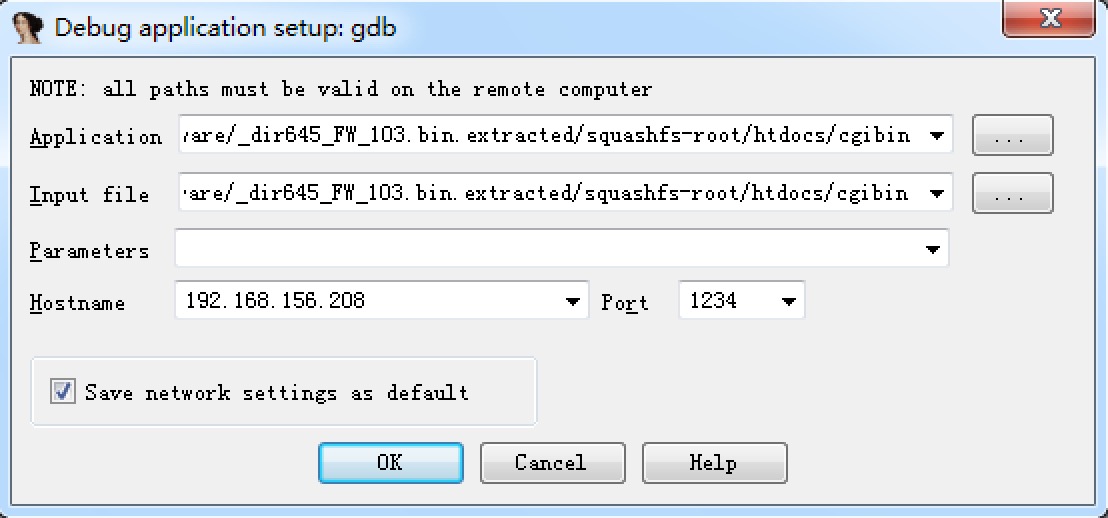 Debug application setup: gdb
NOTE: all paths must be valid on the remote computer
Application are/_dir645_FW_103.bin.extracted/squashfs-root/htdocs/cgibin ...
Input file are/_dir645_FW_103.bin.extracted/squashfs-root/htdocs/cgibin ...
Parameters
Hostname 192.168.156.208 Port 1234
Save network settings as default
OK Cancel Help